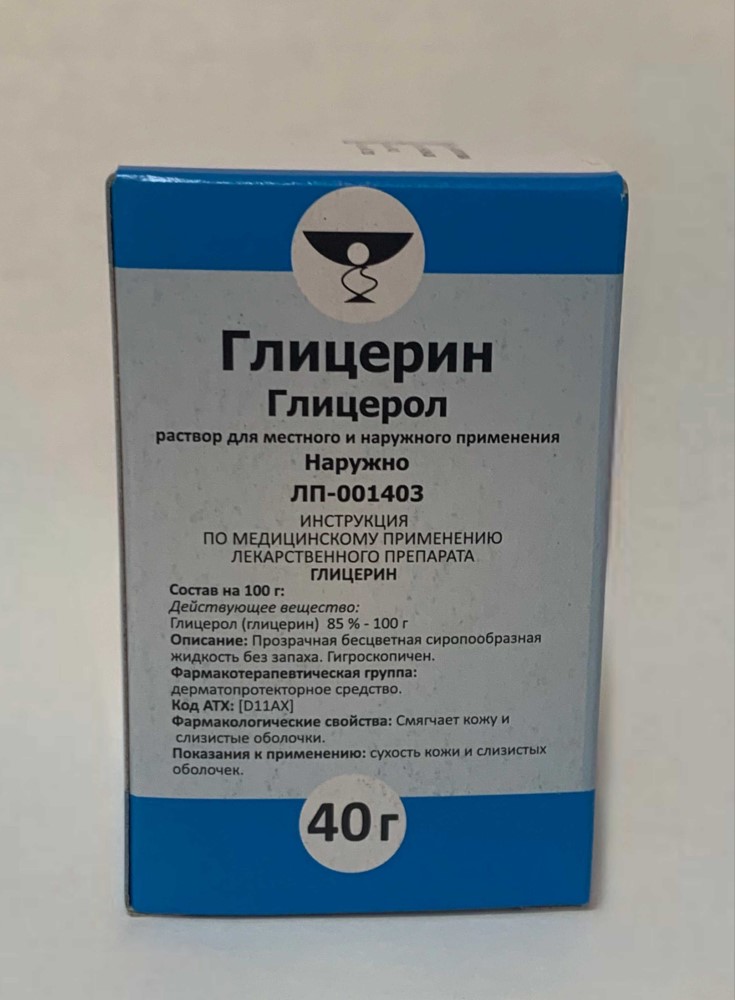 Глицерин
Глицерол
раствор для местного и наружного применения
Наружно
ЛП-001403
ИНСТРУКЦИЯ
ПО МЕДИЦИНСКОМУ ПРИМЕНЕНИЮ
ЛЕКАРСТВЕННОГО ПРЕПАРАТА
ГЛИЦЕРИН
Состав на 100 г:
Действующее вещество:
Глицерол (глицерин) 85 % - 100 г
Описание: Прозрачная бесцветная сиропообразная
жидкость без запаха. Гигроскопичен.
Фармакотерапевтическая группа:
дерматопротекторное средство.
Код АТХ: [D11AX]
Фармакологические свойства: Смягчает кожу и
слизистые оболочки.
Показания к применению: сухость кожи и слизистых
оболочек.
40 г